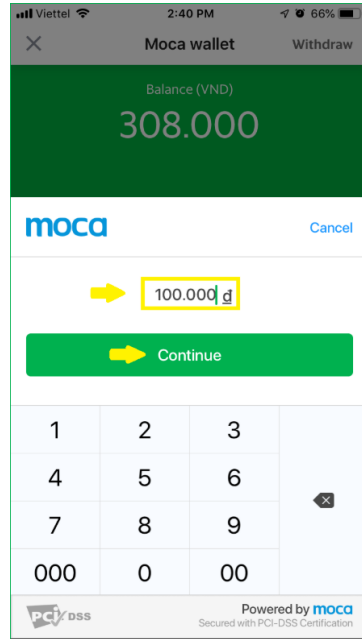 Viettel 2:40 PM 66%
Moca wallet Withdraw
Balance (VND)
308.000
moca Cancel
100.000 đ
Continue
1 2 3
4 5 6
7 8 9
000 0 00
PCI DSS Powered by moca
Secured with PCI-DSS Certification